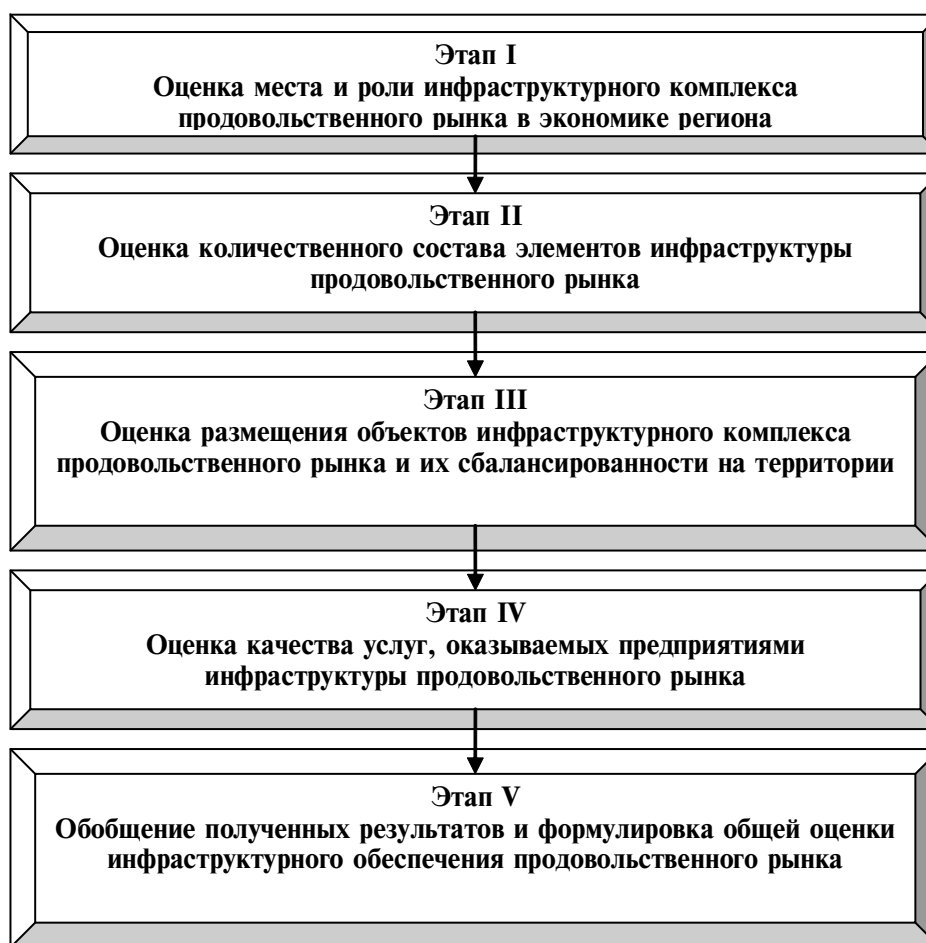 Этап I
Оценка места и роли инфраструктурного комплекса
продовольственного рынка в экономике региона
Этап II
Оценка количественного состава элементов инфраструктуры
продовольственного рынка
Этап III
Оценка размещения объектов инфраструктурного комплекса
продовольственного рынка и их сбалансированности на территории
Этап IV
Оценка качества услуг, оказываемых предприятиями
инфраструктуры продовольственного рынка
Этап V
Обобщение полученных результатов и формулировка общей оценки
инфраструктурного обеспечения продовольственного рынка